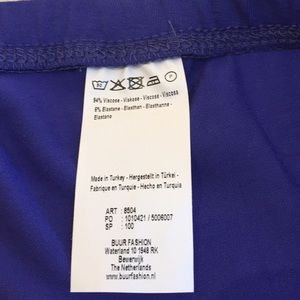 94% Viscose - Viskose - Viscose - Viscosa
6% Elastane - Elasthan - Elasthanne -
Elastano
Made in Turkey - Hergestellt in Türkei -
Fabrique en Turquie - Hecho en Turquia
ART : 8504
PO : 1010421 / 5006007
SP : 100
BUUR FASHION
Waterland 10 1948 RK
Beverwijk
The Netherlands
www.buurfashion.nl